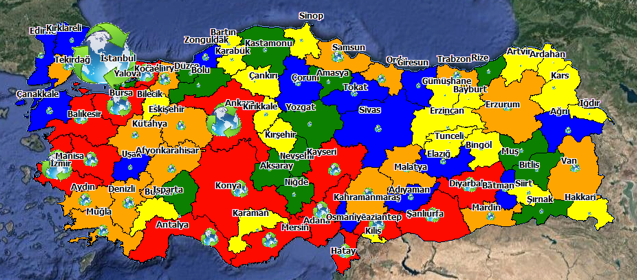 Sinop
Edirne Kırklareli
Bartın
Zonguldak
Kastamonu
Karabük
Samsun
İstanbul
Tekirdağ
Kocaeli
Yalova
Düzce
Bolu
Çankırı
Amasya
Çorum
Tokat
Ordu
Giresun
Trabzon Rize
Artvin
Ardahan
Gümüşhane
Bayburt
Kars
Çanakkale
Bursa
Bilecik
Balıkesir
Eskişehir
Kırıkkale
Yozgat
Sivas
Erzincan
Erzurum
Iğdır
Ağrı
Kütahya
Kırşehir
Tunceli
Bingöl
Muş
Manisa
İzmir
Uşak
Afyonkarahisar
Nevşehir
Kayseri
Aksaray
Malatya
Elazığ
Bitlis
Van
Aydın
Denizli
Isparta
Konya
Niğde
Kahramanmaraş
Adıyaman
Diyarbakır
Batman
Siirt
Şırnak
Hakkari
Muğla
Antalya
Karaman
Mersin
Adana
Osmaniye
Gaziantep
Kilis
Şanlıurfa
Mardin
Hatay